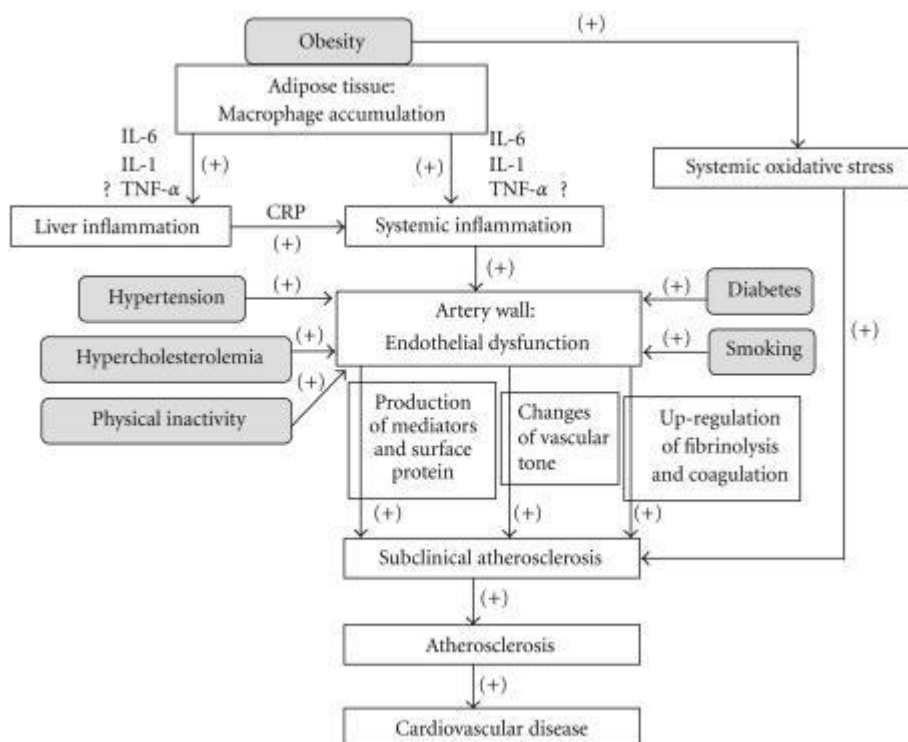 Obesity
(+)
Adipose tissue:
Macrophage accumulation
IL-6
IL-1
? TNF-α
(+)
(+)
IL-6
IL-1
TNF-α ?
Systemic oxidative stress
Liver inflammation
CRP
(+)
Systemic inflammation
(+)
Hypertension
(+)
Artery wall:
Endothelial dysfunction
(+)
Diabetes
Hypercholesterolemia
(+)
(+)
Smoking
(+)
Physical inactivity
(+)
Production
of mediators
and surface
protein
Changes
of vascular
tone
Up-regulation
of fibrinolysis
and coagulation
(+)
(+)
(+)
Subclinical atherosclerosis
(+)
Atherosclerosis
(+)
Cardiovascular disease